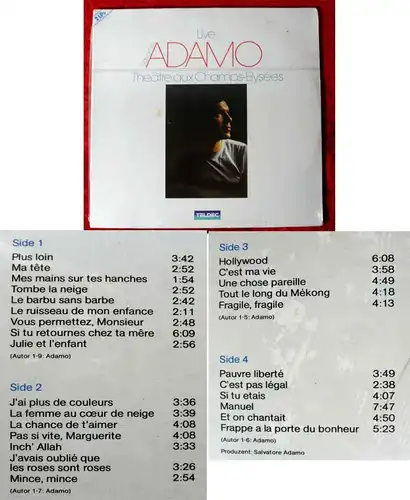 2 LPs
Live
ADAMO
Théâtre aux Champs-Elysées
TELDEC
Side 1
Plus loin 3:42
Ma tête 2:52
Mes mains sur tes hanches 1:54
Tombe la neige 2:52
Le barbu sans barbe 2:42
Le ruisseau de mon enfance 2:11
Vous permettez, Monsieur 2:48
Si tu retournes chez ta mère 6:09
Julie et l'enfant 2:56
(Autor 1-9: Adamo)
Side 2
J'ai plus de couleurs 3:36
La femme au cœur de neige 3:39
La chance de t'aimer 4:08
Pas si vite, Marguerite 4:08
Inch' Allah 3:33
J'avais oublié que
les roses sont roses 3:26
Mince, mince 2:54
(Autor 1-7: Adamo)
Side 3
Hollywood 6:08
C'est ma vie 3:58
Une chose pareille 4:49
Tout le long du Mékong 4:18
Fragile, fragile 4:13
(Autor 1-5: Adamo)
Side 4
Pauvre liberté 3:49
C'est pas légal 2:38
Si tu etais 4:07
Manuel 7:47
Et on chantait 4:50
Frappe a la porte du bonheur 5:23
(Autor 1-6: Adamo)
Produzent: Salvatore Adamo